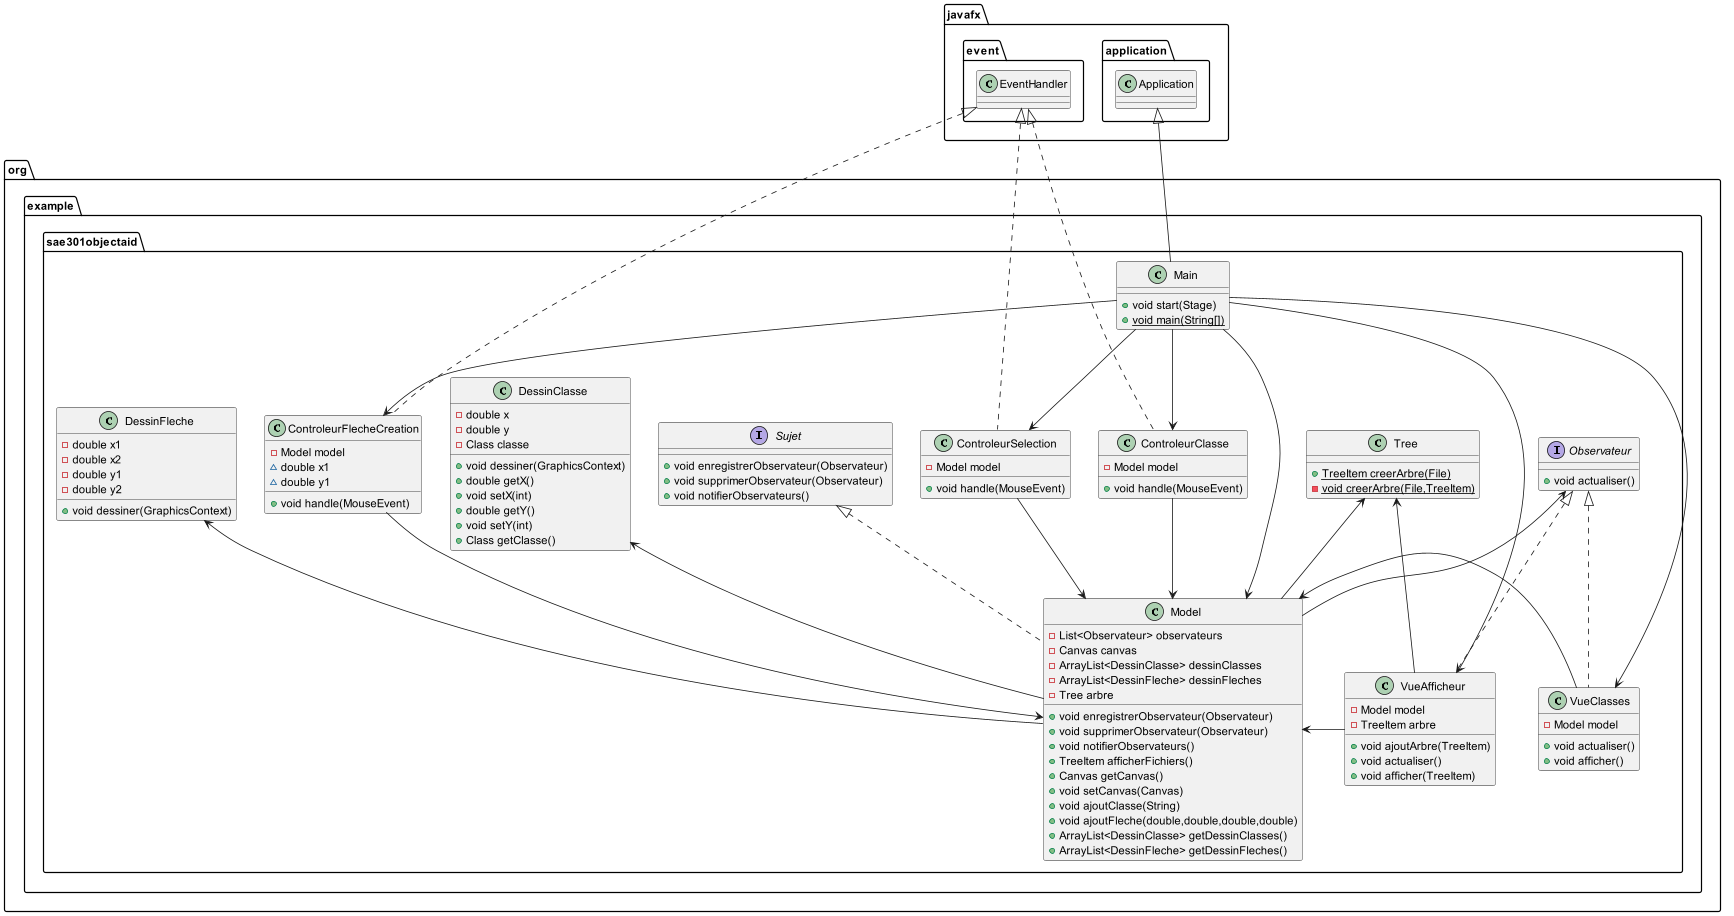 javafx
event
application
C EventHandler
C Application
org
example
sae301objectaid
C Main
void start(Stage)
void main(String[])
C DessinFleche
double x1
double x2
double y1
double y2
void dessiner(GraphicsContext)
C ControleurFlecheCreation
Model model
double x1
double y1
void handle(MouseEvent)
C DessinClasse
double x
double y
Class classe
void dessiner(GraphicsContext)
double getX()
void setX(int)
double getY()
void setY(int)
Class getClasse()
I Sujet
void enregistrerObservateur(Observateur)
void supprimerObservateur(Observateur)
void notifierObservateurs()
C ControleurSelection
Model model
void handle(MouseEvent)
C ControleurClasse
Model model
void handle(MouseEvent)
C Tree
TreeItem creerArbre(File)
void creerArbre(File,TreeItem)
I Observateur
void actualiser()
C Model
List<Observateur> observateurs
Canvas canvas
ArrayList<DessinClasse> dessinClasses
ArrayList<DessinFleche> dessinFleches
Tree arbre
void enregistrerObservateur(Observateur)
void supprimerObservateur(Observateur)
void notifierObservateurs()
TreeItem afficherFichiers()
Canvas getCanvas()
void setCanvas(Canvas)
void ajoutClasse(String)
void ajoutFleche(double,double,double,double)
ArrayList<DessinClasse> getDessinClasses()
ArrayList<DessinFleche> getDessinFleches()
C VueAfficheur
Model model
TreeItem arbre
void ajoutArbre(TreeItem)
void actualiser()
void afficher(TreeItem)
C VueClasses
Model model
void actualiser()
void afficher()